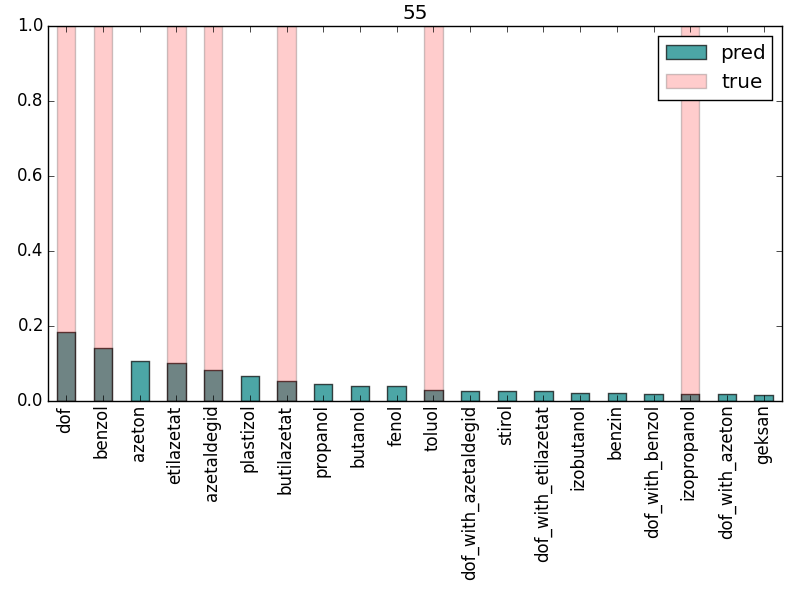 55
1.0
0.8
0.6
0.4
0.2
0.0
pred
true
dof
benzol
azeton
etilazetat
azetaldegid
plastizol
butilazetat
propanol
butanol
fenol
toluol
dof_with_azetaldegid
stirol
dof_with_etilazetat
izobutanol
benzin
dof_with_benzol
izopropanol
dof_with_azeton
geksan